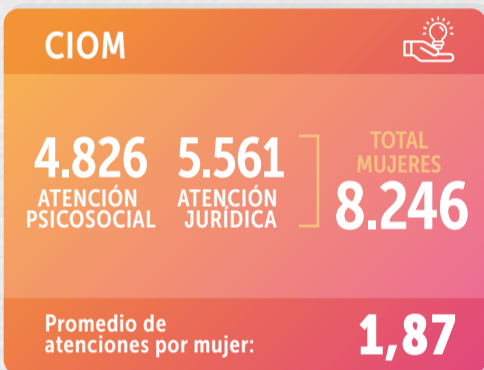 CIOM
4.826
ATENCIÓN
PSICOSOCIAL
5.561
ATENCIÓN
JURÍDICA
TOTAL
MUJERES
8.246
Promedio de
atenciones por mujer:
1,87